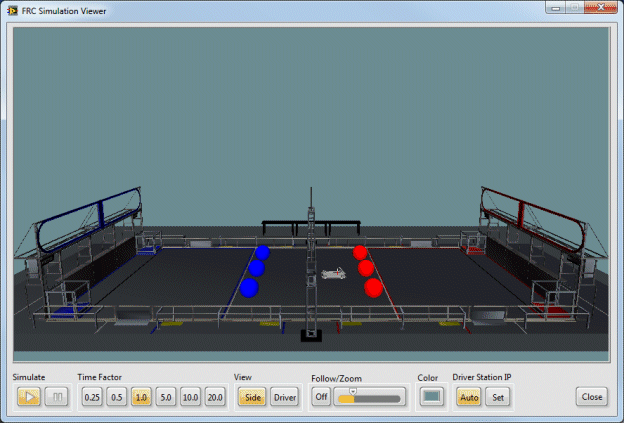 FRC Simulation Viewer
Simulate Time Factor View Follow/Zoom Color Driver Station IP
0.25 0.5 1.0 5.0 10.0 20.0 Side Driver Off Auto Set Close